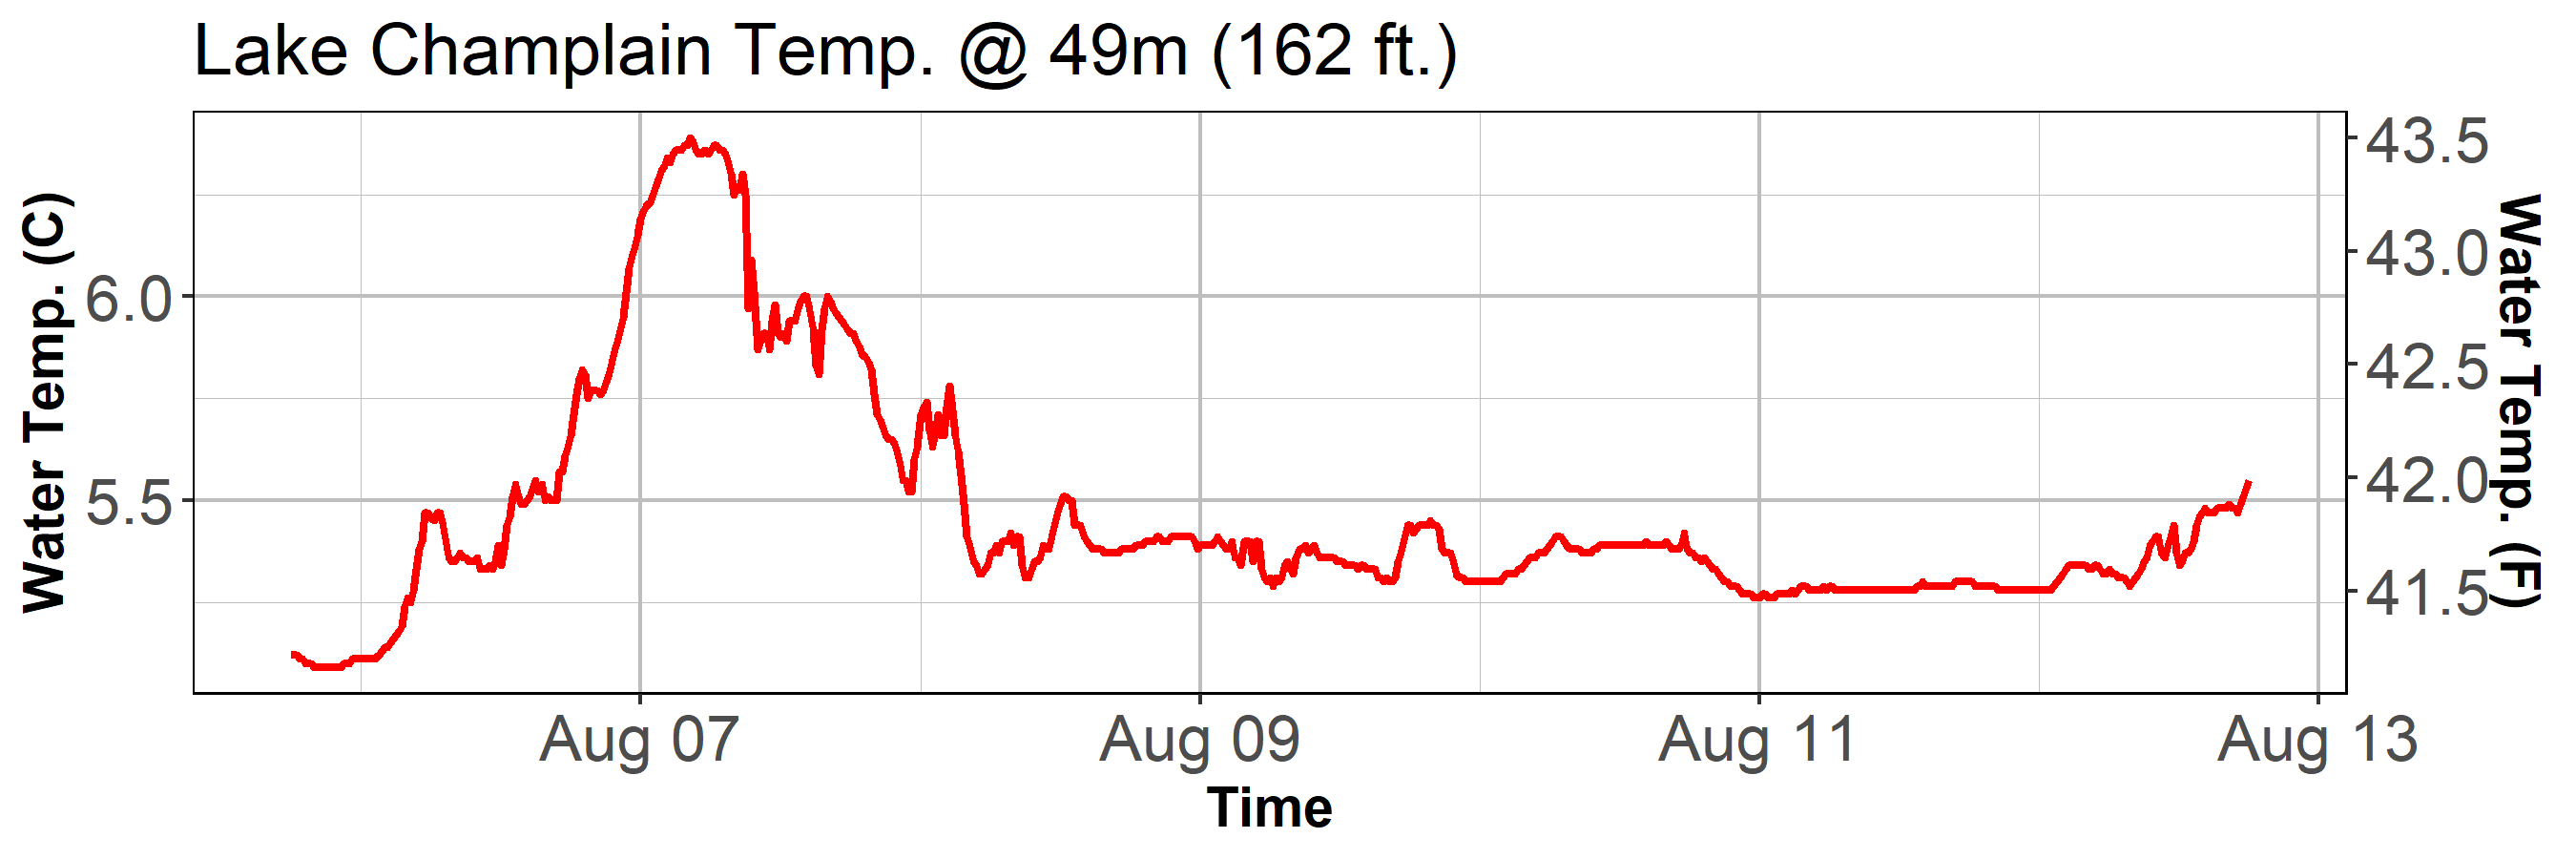 Lake Champlain Temp. @ 49m (162 ft.)
Water Temp. (C)
6.0
5.5
43.5
43.0
42.5
42.0
41.5
Water Temp. (F)
Aug 07
Aug 09
Aug 11
Aug 13
Time